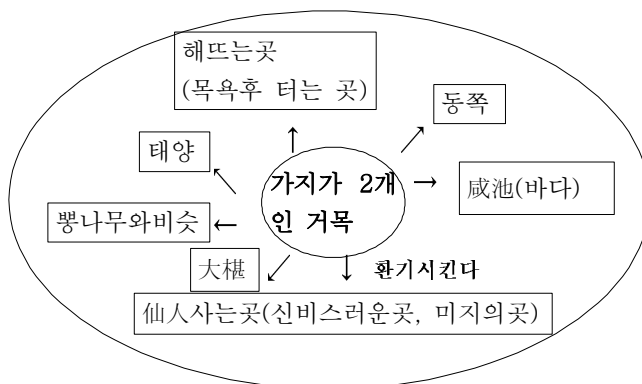 해뜨는곳
(목욕후 터는 곳)
동쪽
태양
가지가 2개
인 거목
咸池(바다)
뽕나무와비슷
大椹
환기시킨다
仙人사는곳(신비스러운곳, 미지의곳)